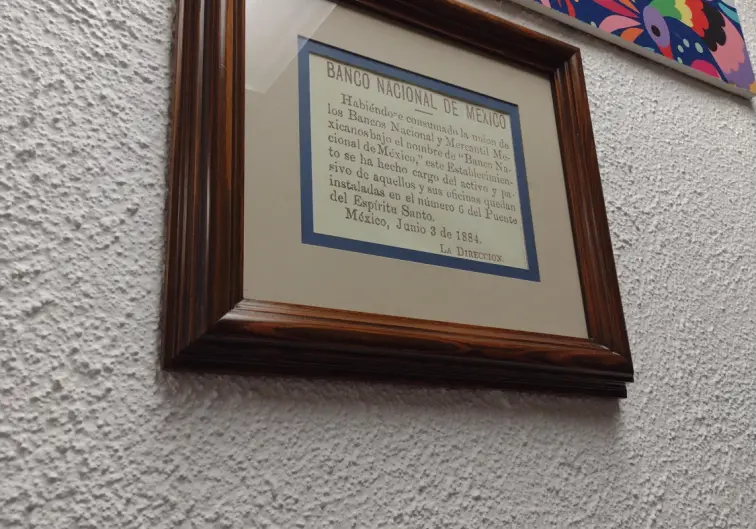 BANCO NACIONAL DE MÉXICO
Habiéndose consumado la unión de
los Bancos Nacional y Mercantil Me-
xicanos bajo el nombre de "Banco Na-
cional de México," este Establecimien-
to se ha hecho cargo del activo y pa-
sivo de aquellos y sus oficinas quedan
instaladas en el número 6 del Puente
del Espíritu Santo.
México, Junio 3 de 1884.
LA DIRECCION.